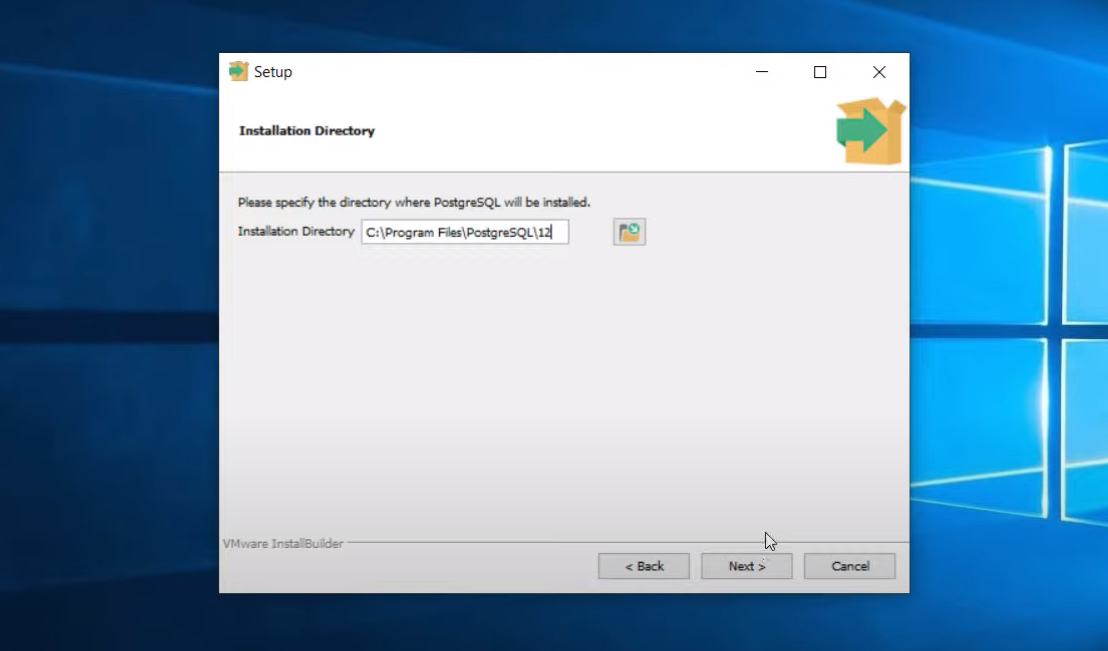 Setup
Installation Directory
Please specify the directory where PostgreSQL will be installed.
Installation Directory C:\Program Files\PostgreSQL\12
VMware InstallBuilder
< Back Next > Cancel